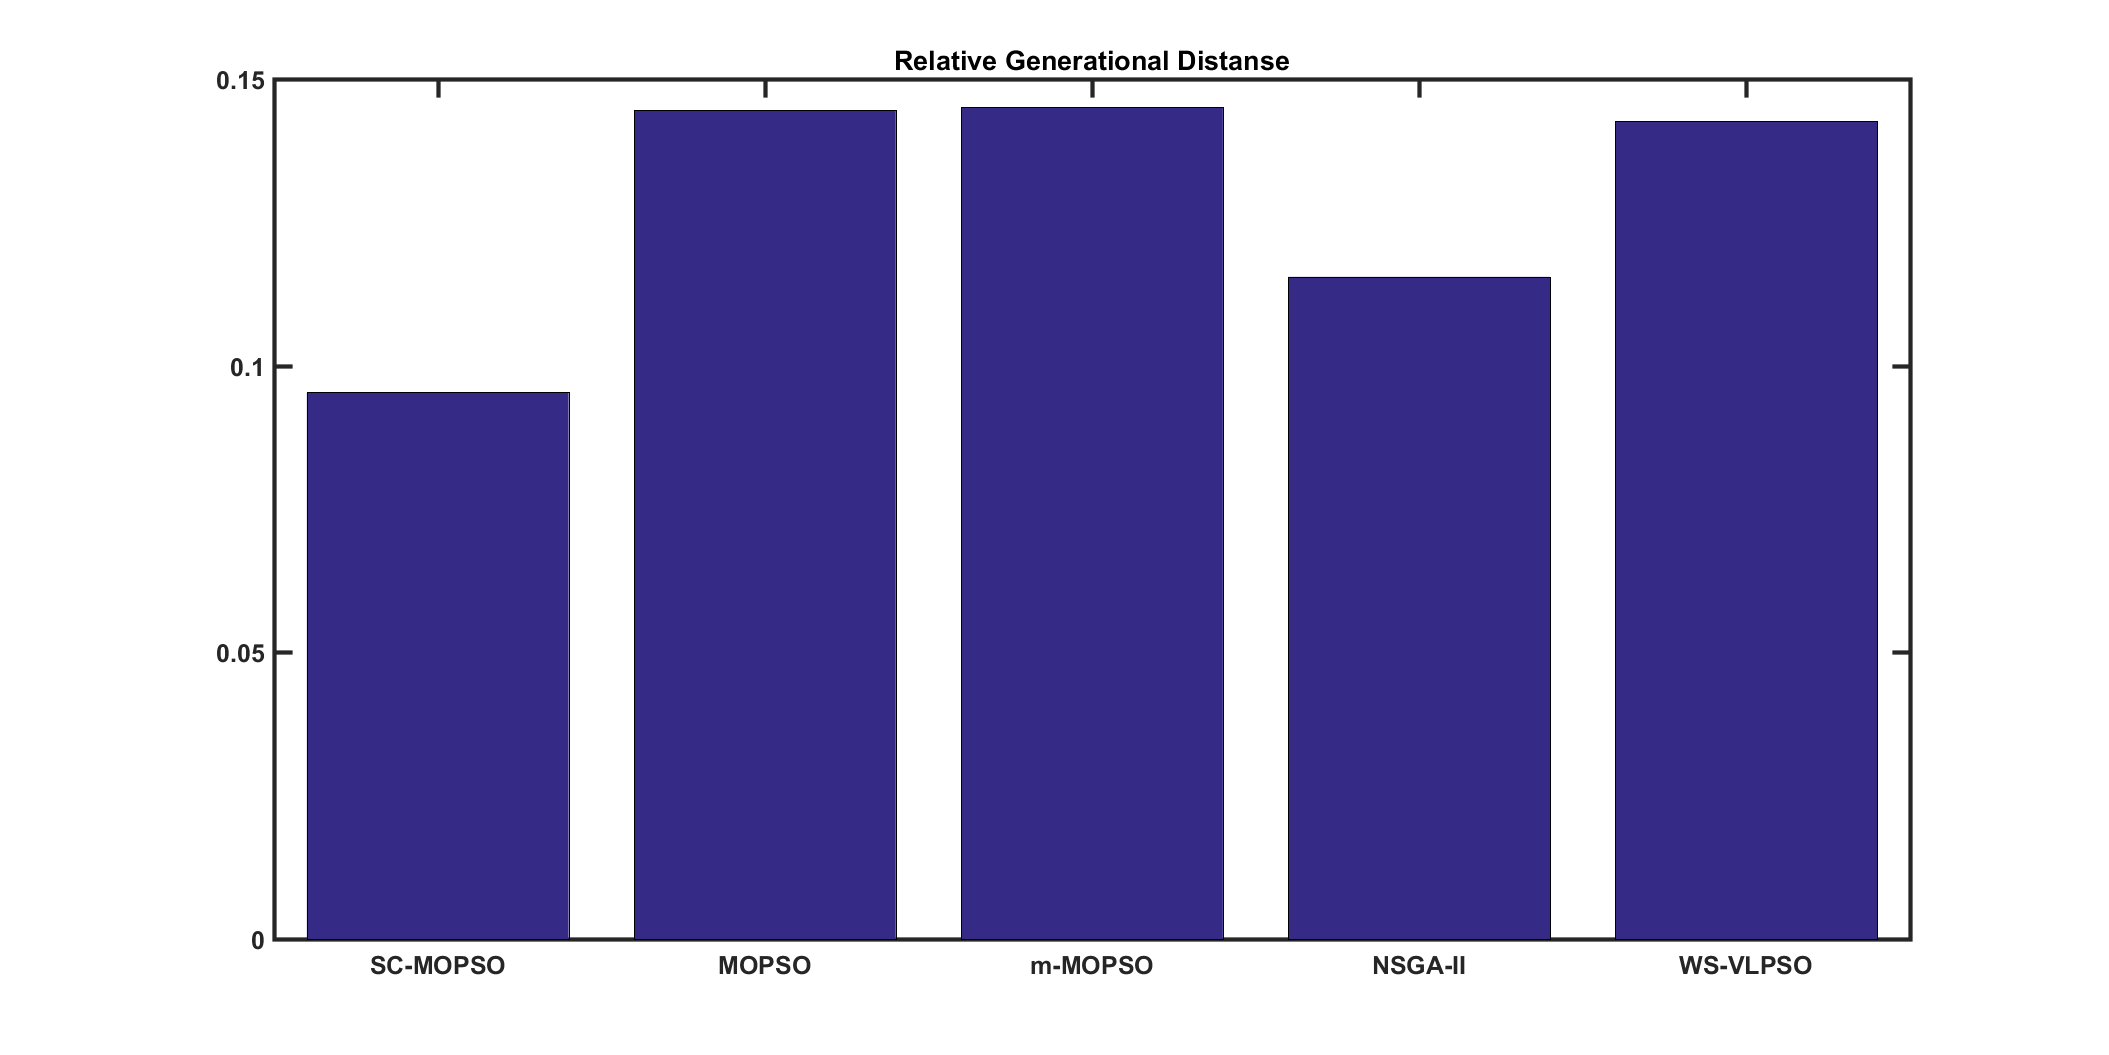 Relative Generational Distanse
0.15
0.1
0.05
0
SC-MOPSO MOPSO m-MOPSO NSGA-II WS-VLPSO